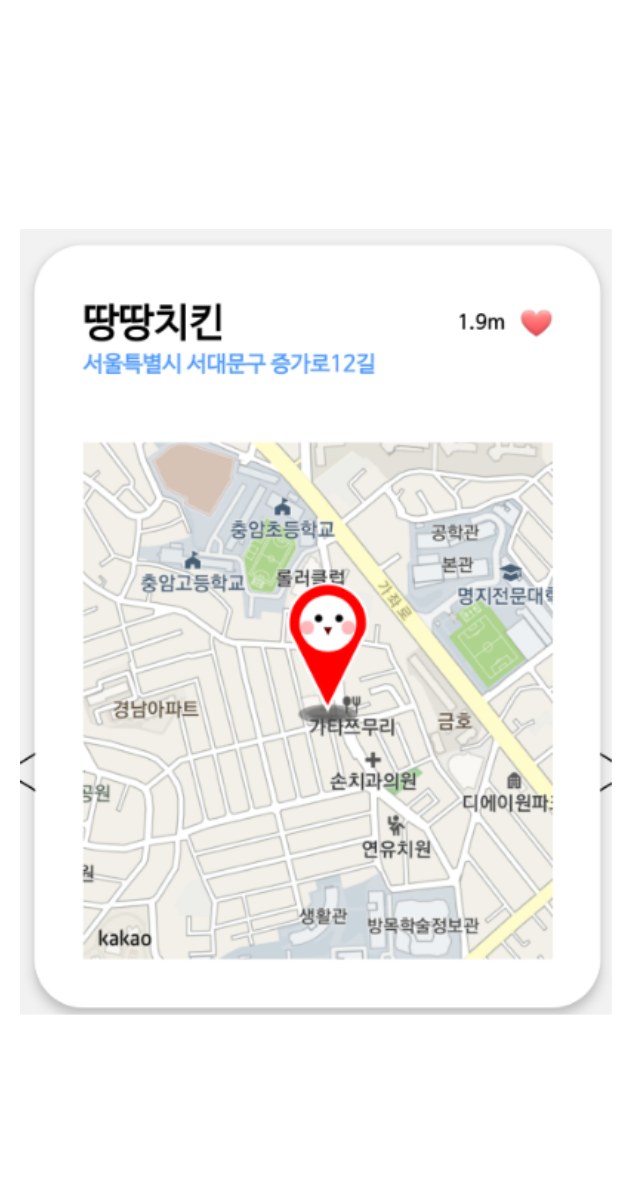 땅땅치킨
1.9m
서울특별시 서대문구 증가로12길
충암초등학교
공학관
본관
충암고등학교
룰러클럽
명지전문대학
가좌로
경남아파트
가타쯔무리
금호
손치과의원
공원
디에이원파크
연유치원
원
생활관
방목학술정보관
kakao